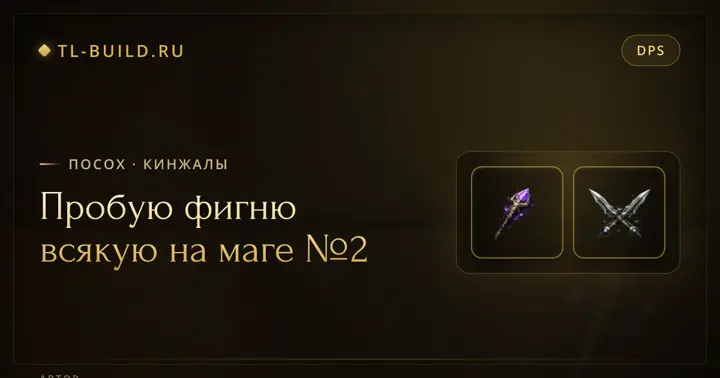 TL-BUILD.RU
DPS
ПОСОХ · КИНЖАЛЫ
Пробую фигню
всякую на маге №2